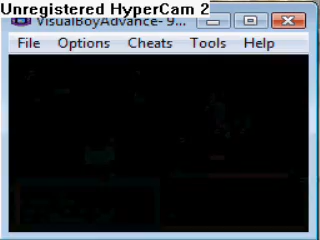 Unregistered HyperCam 2
VisualBoyAdvance- 9...
File Options Cheats Tools Help